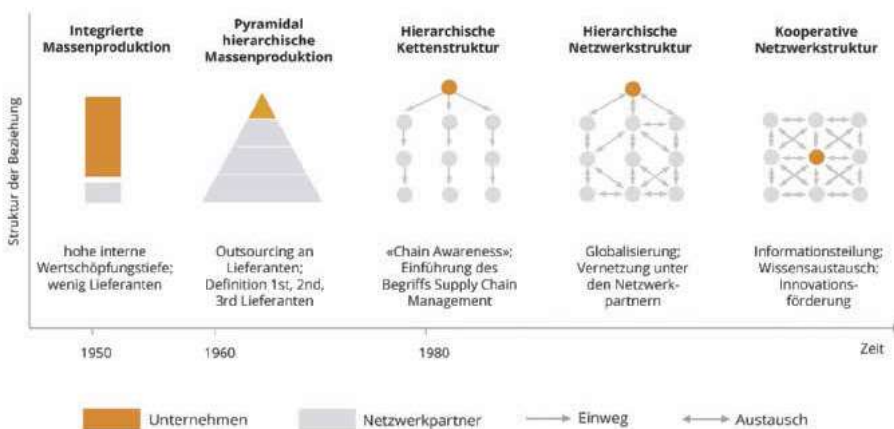 Integrierte
Massenproduktion
Pyramidal
hierarchische
Massenproduktion
Hierarchische
Kettenstruktur
Hierarchische
Netzwerkstruktur
Kooperative
Netzwerkstruktur
Struktur der Beziehung
hohe interne
Wertschöpfungstiefe;
wenig Lieferanten
Outsourcing an
Lieferanten;
Definition 1st, 2nd,
3rd Lieferanten
«Chain Awareness»;
Einführung des
Begriffs Supply Chain
Management
Globalisierung;
Vernetzung unter
den Netzwerk-
partnern
Informationsteilung;
Wissensaustausch;
Innovations-
förderung
1950
1960
1980
Zeit
Unternehmen
Netzwerkpartner
Einweg
Austausch